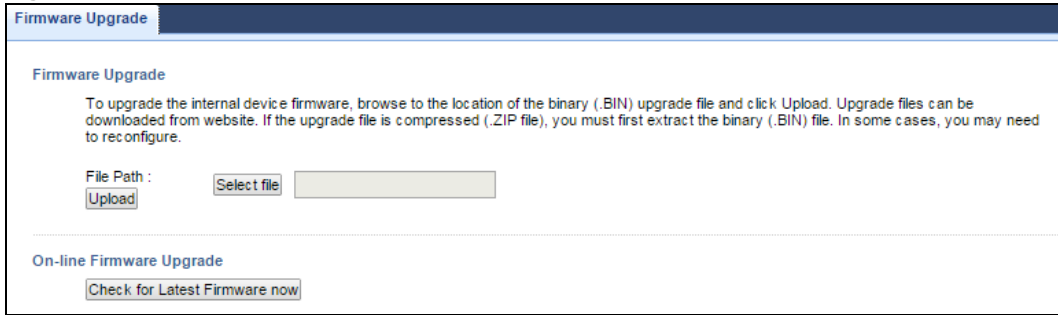 Firmware Upgrade
Firmware Upgrade
To upgrade the internal device firmware, browse to the location of the binary (.BIN) upgrade file and click Upload. Upgrade files can be
downloaded from website. If the upgrade file is compressed (.ZIP file), you must first extract the binary (.BIN) file. In some cases, you may need
to reconfigure.
File Path :
Select file
Upload
On-line Firmware Upgrade
Check for Latest Firmware now